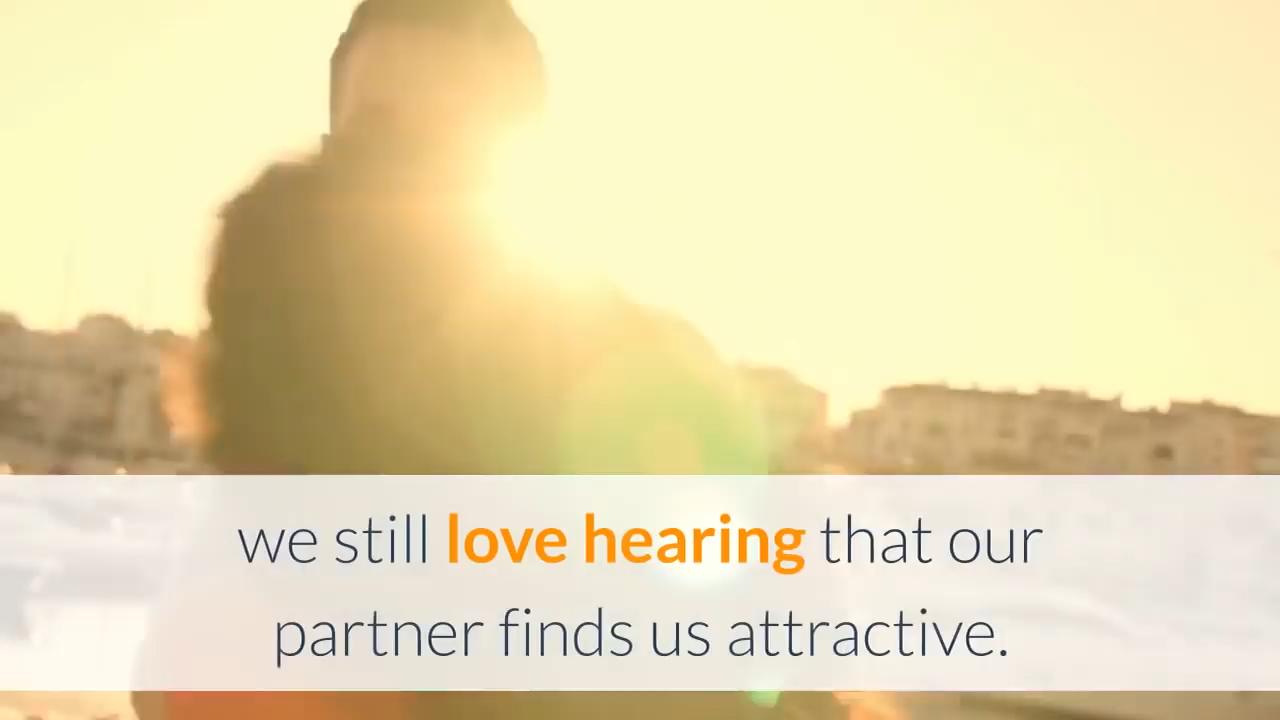 we still love hearing that our
partner finds us attractive.